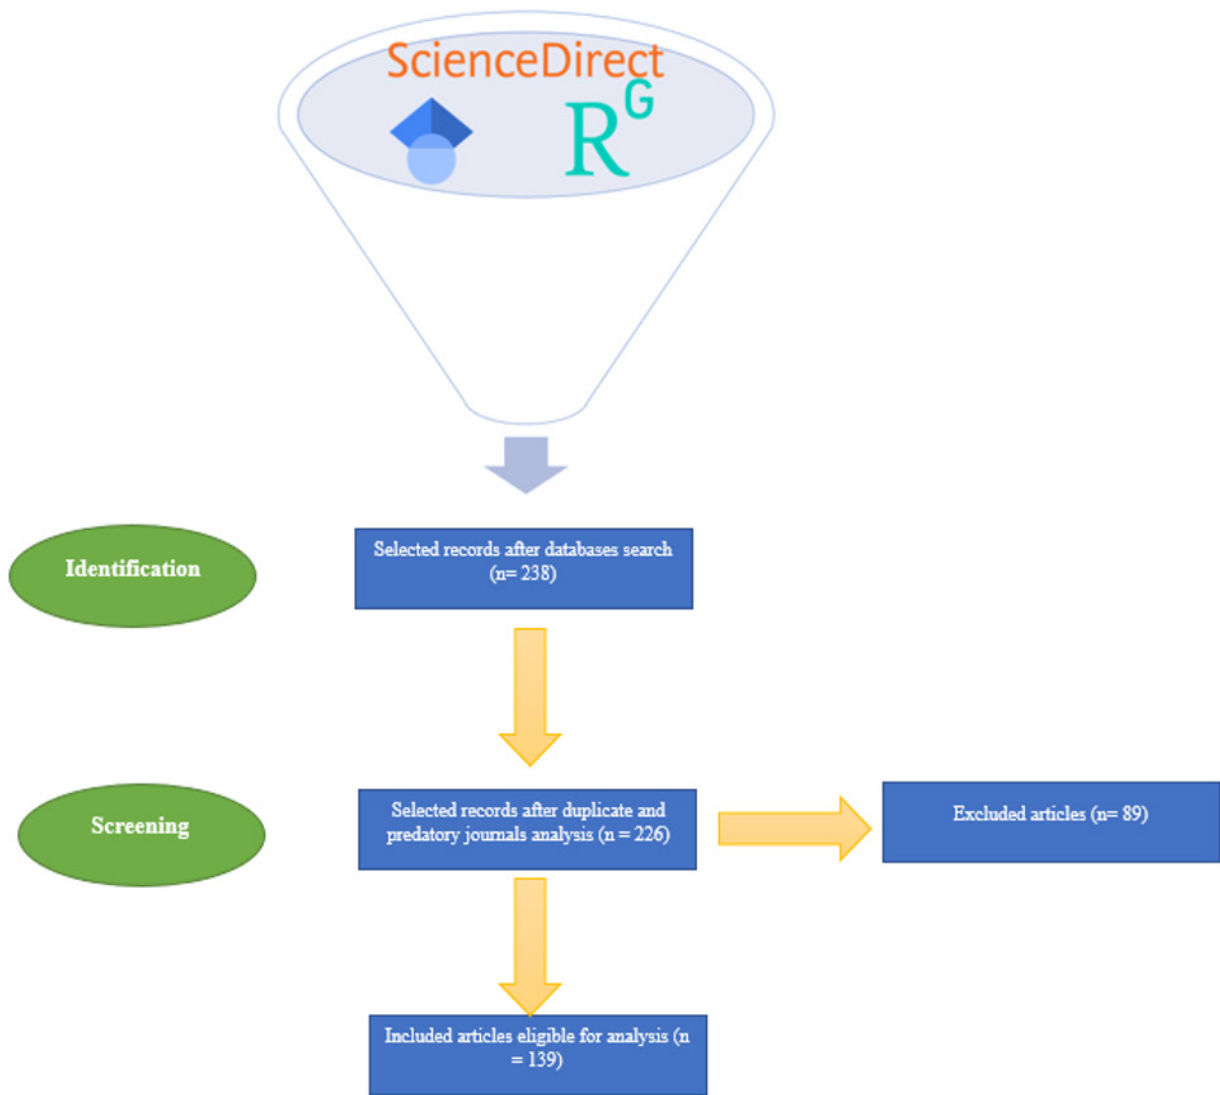 ScienceDirect
RG
Identification
Selected records after databases search
(n= 238)
Screening
Selected records after duplicate and
predatory journals analysis (n = 226)
Excluded articles (n= 89)
Included articles eligible for analysis (n
= 139)